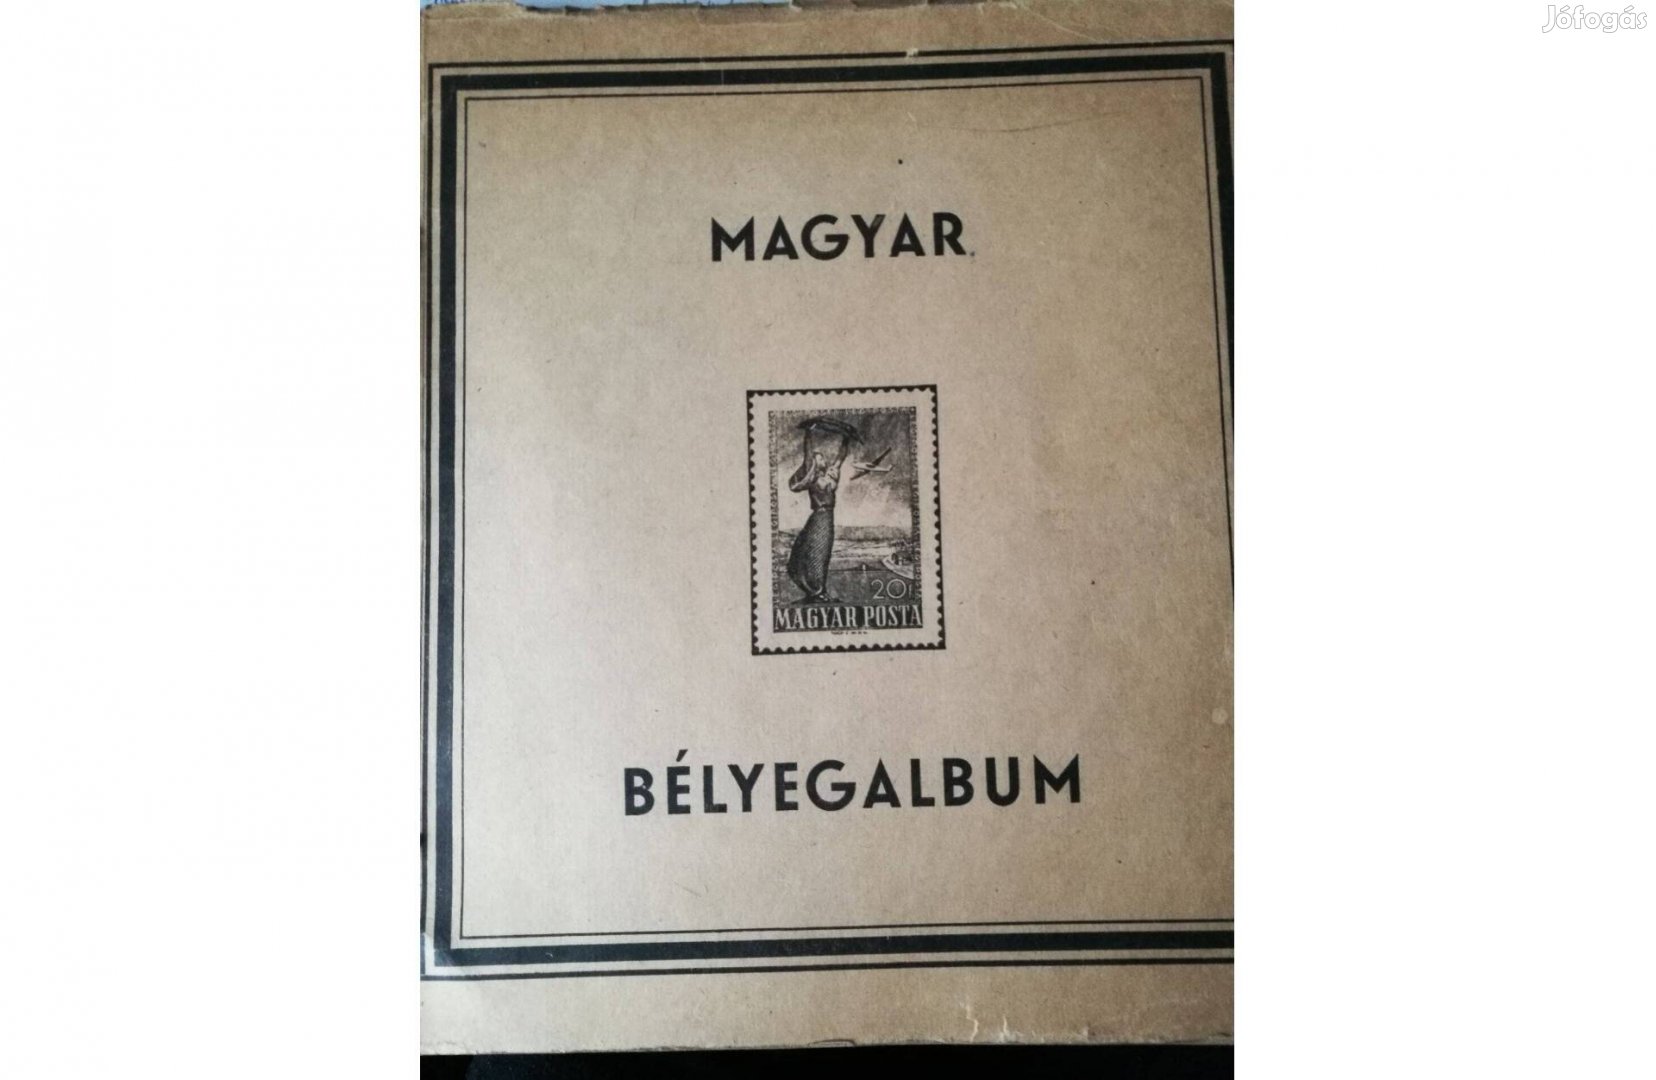 Jófogás
MAGYAR
20f
MAGYAR POSTA
BÉLYEGALBUM